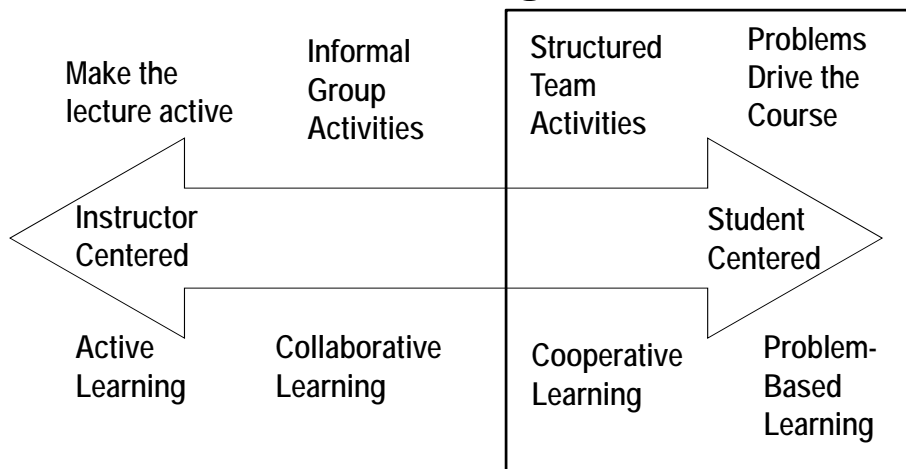 Make the
lecture active
Informal
Group
Activities
Structured
Team
Activities
Problems
Drive the
Course
Instructor
Centered
Student
Centered
Active
Learning
Collaborative
Learning
Cooperative
Learning
Problem-
Based
Learning